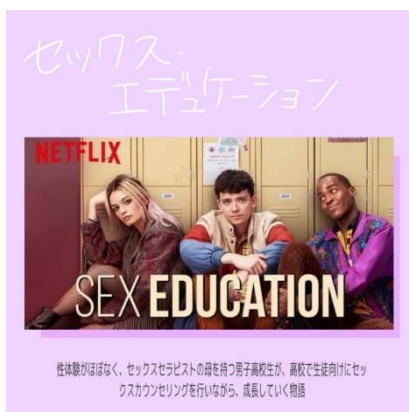 セックス・
エデュケーション
NETFLIX
SEX EDUCATION
性体験がほぼなく、セックスセラピストの母を持つ男子高校生が、高校で生徒向けにセッ
クスカウンセリングを行いながら、成長していく物語